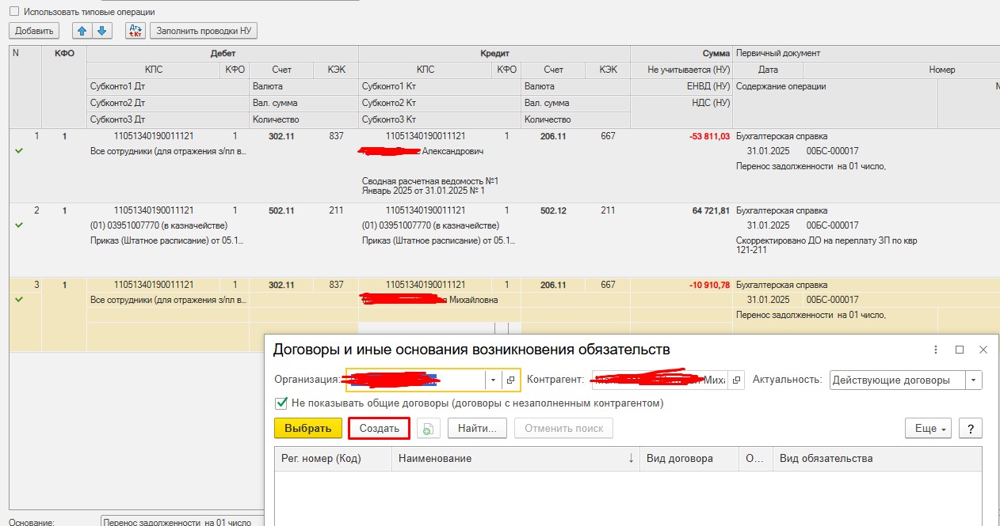 Использовать типовые операции
Добавить Дт Кт Заполнить проводки НУ
N КФО Дебет Кредит Сумма Первичный документ
КПС КФО Счет КЭК КПС КФО Счет КЭК Не учитывается (НУ) Дата Номер
Субконто1 Дт Валюта Субконто1 Кт Валюта ЕНВД (НУ) Содержание операции
Субконто2 Дт Вал. сумма Субконто2 Кт Вал. сумма НДС (НУ)
Субконто3 Дт Количество Субконто3 Кт Количество
1 1 11051340190011121 1 302.11 837 11051340190011121 1 206.11 667 -53 811,03 Бухгалтерская справка
Все сотрудники (для отражения з/пл в... Александрович 31.01.2025 00БС-000017
Перенос задолженности на 01 число,
Сводная расчетная ведомость №1
Январь 2025 от 31.01.2025 № 1
2 1 11051340190011121 1 502.11 211 11051340190011121 1 502.12 211 64 721,81 Бухгалтерская справка
(01) 03951007770 (в казначействе) (01) 03951007770 (в казначействе) 31.01.2025 00БС-000017
Приказ (Штатное расписание) от 05.1... Приказ (Штатное расписание) от 05.1... Скорректировано ДО на переплату ЗП по квр
121-211
3 1 11051340190011121 1 302.11 837 11051340190011121 1 206.11 667 -10 910,78 Бухгалтерская справка
Все сотрудники (для отражения з/пл в... Михайловна 31.01.2025 00БС-000017
Перенос задолженности на 01 число,
Договоры и иные основания возникновения обязательств
Организация: Контрагент: Миха Актуальность: Действующие договоры
Не показывать общие договоры (договоры с незаполненным контрагентом)
Выбрать Создать Найти... Отменить поиск Еще ?
Рег. номер (Код) Наименование ↓ Вид договора О... Вид обязательства
Основание: Перенос задолженности на 01 число